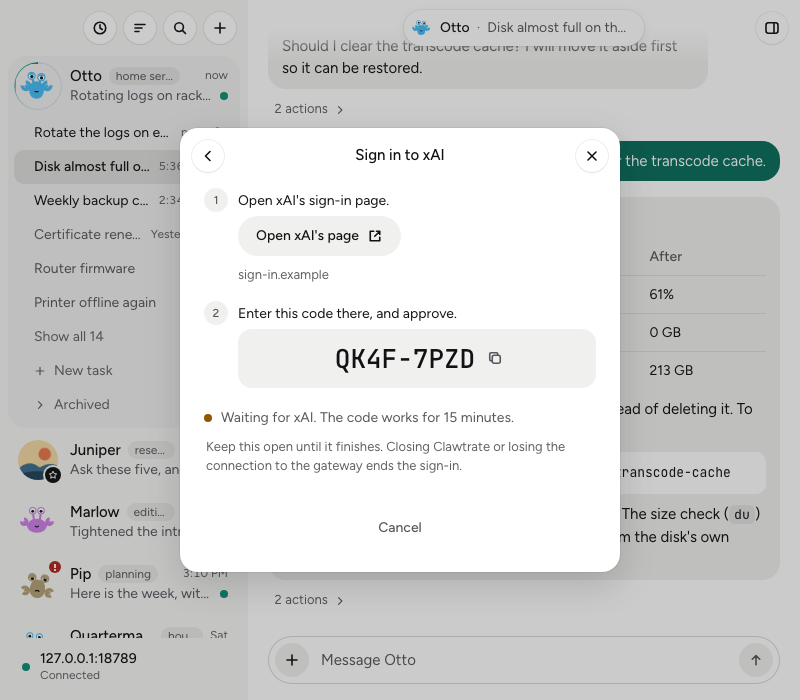 Otto · Disk almost full on th...
Otto home ser... now
Rotating logs on rack...
Rotate the logs on e...
Disk almost full o... 5:36
Weekly backup c... 2:34
Certificate rene... Yeste
Router firmware
Printer offline again
Show all 14
New task
Archived
Juniper rese...
Ask these five, an
Marlow editi...
Tightened the intr
Pip planning 3:10 PM
Here is the week, wit...
Quarterma hou... Sat
127.0.0.1:18789
Connected
Should I clear the transcode cache? I will move it aside first
so it can be restored.
2 actions
the transcode cache.
After
61%
0 GB
213 GB
ead of deleting it. To
transcode-cache
The size check (du)
m the disk's own
2 actions
Message Otto
Sign in to xAI
1 Open xAI's sign-in page.
Open xAI's page
sign-in.example
2 Enter this code there, and approve.
QK4F-7PZD
Waiting for xAI. The code works for 15 minutes.
Keep this open until it finishes. Closing Clawtrate or losing the
connection to the gateway ends the sign-in.
Cancel